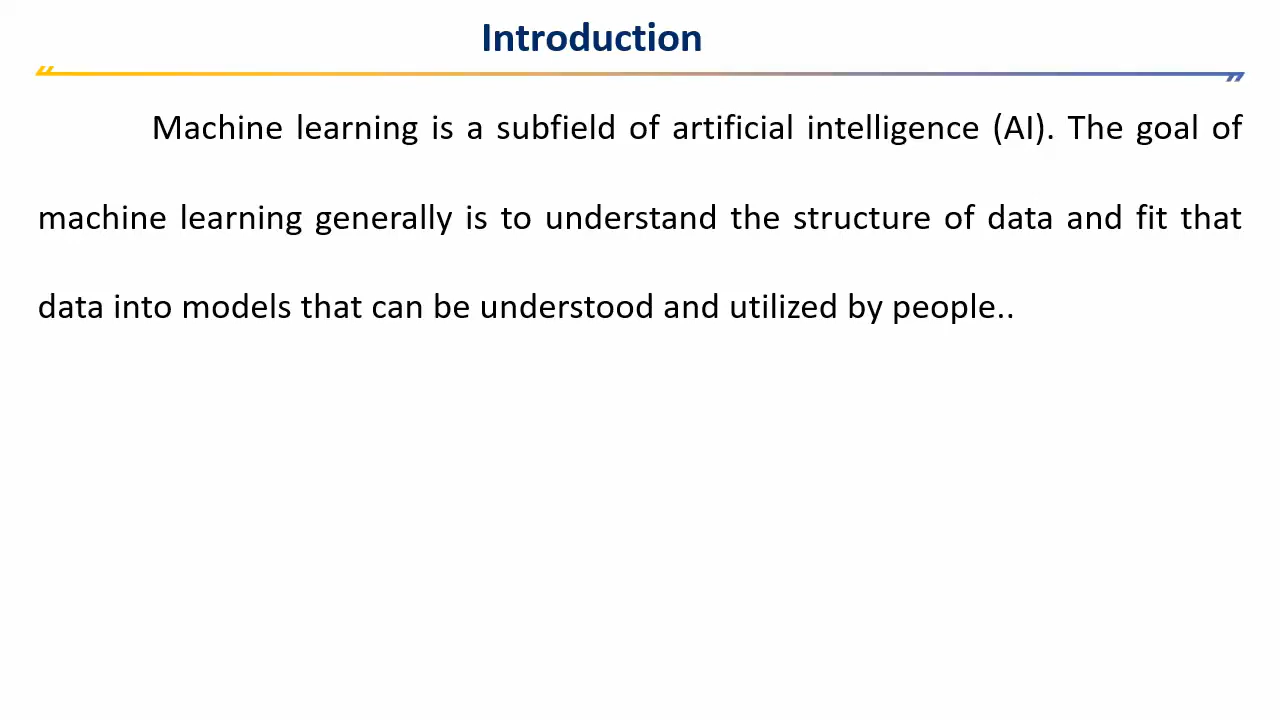 Introduction
Machine learning is a subfield of artificial intelligence (AI). The goal of
machine learning generally is to understand the structure of data and fit that
data into models that can be understood and utilized by people..